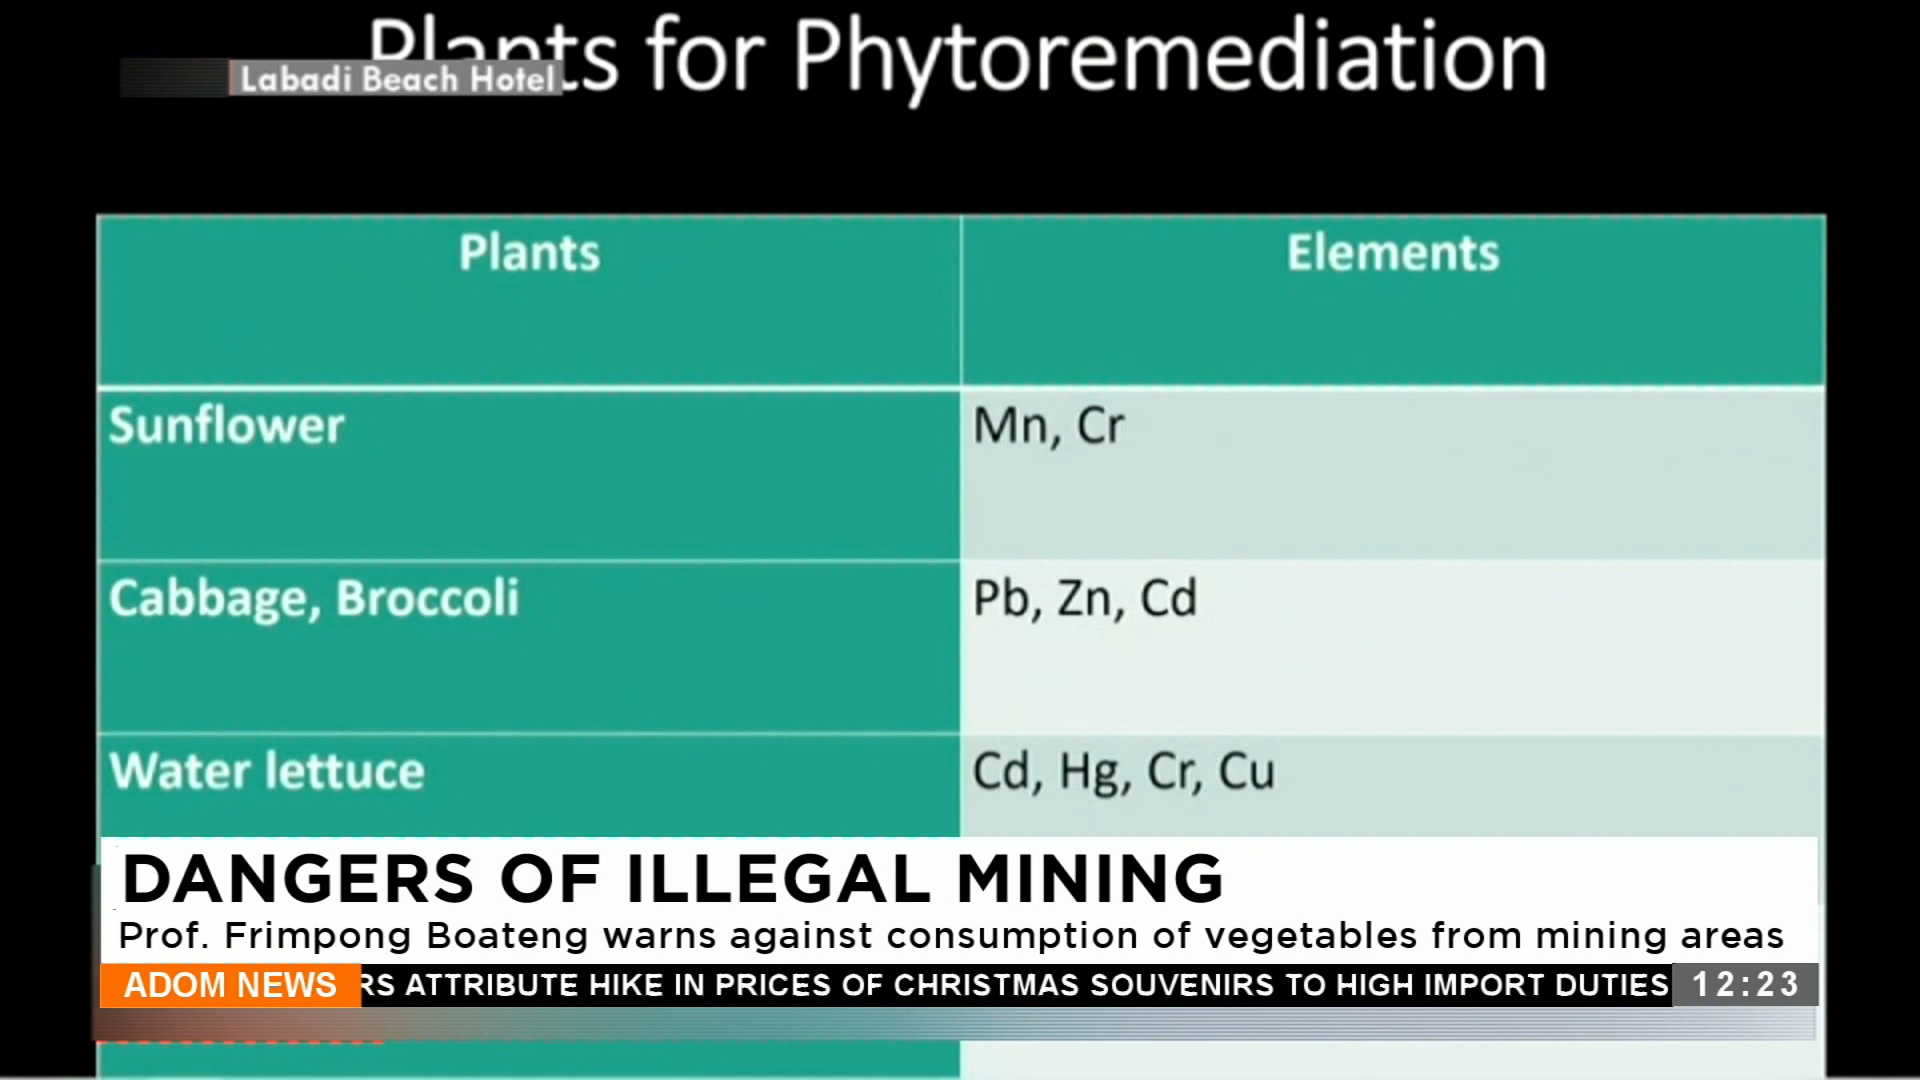 Plants for Phytoremediation
Labadi Beach Hotel
Plants Elements
Sunflower Mn, Cr
Cabbage, Broccoli Pb, Zn, Cd
Water lettuce Cd, Hg, Cr, Cu
DANGERS OF ILLEGAL MINING
Prof. Frimpong Boateng warns against consumption of vegetables from mining areas
ADOM NEWS RS ATTRIBUTE HIKE IN PRICES OF CHRISTMAS SOUVENIRS TO HIGH IMPORT DUTIES 12:23